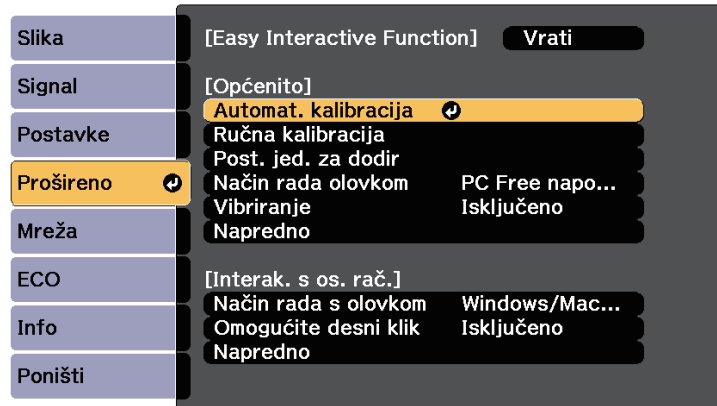 Slika
Signal
Postavke
Prošireno
Mreža
ECO
Info
Poništi
[Easy Interactive Function] Vrati
[Općenito]
Automat. kalibracija
Ručna kalibracija
Post. jed. za dodir
Način rada olovkom PC Free napo...
Vibriranje Isključeno
Napredno
[Interak. s os. rač.]
Način rada s olovkom Windows/Mac...
Omogućite desni klik Isključeno
Napredno